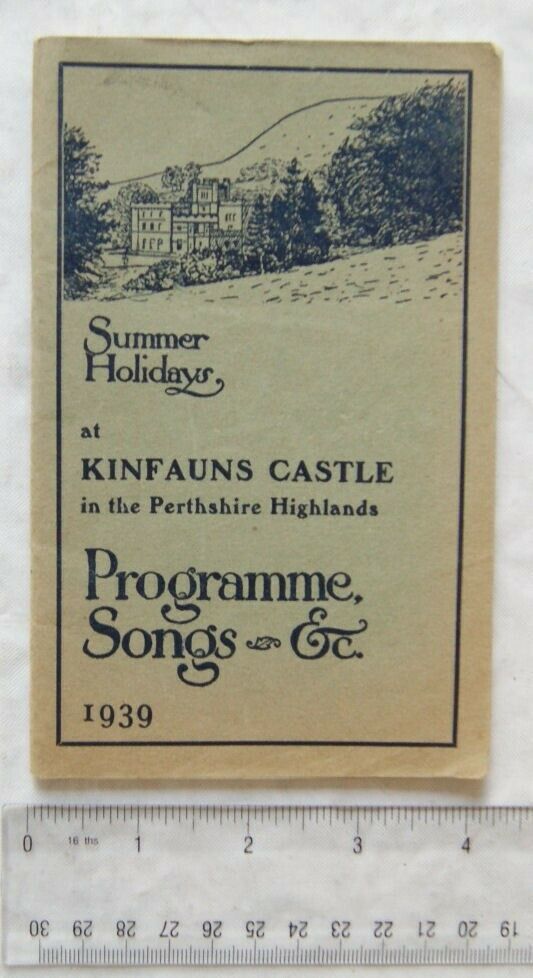 Summer
Holidays,
at
KINFAUNS CASTLE
in the Perthshire Highlands
Programme,
Songs &c.
1939
0 16 ths 1 2 3 4
30 29 28 27 26 25 24 23 22 21 20 19